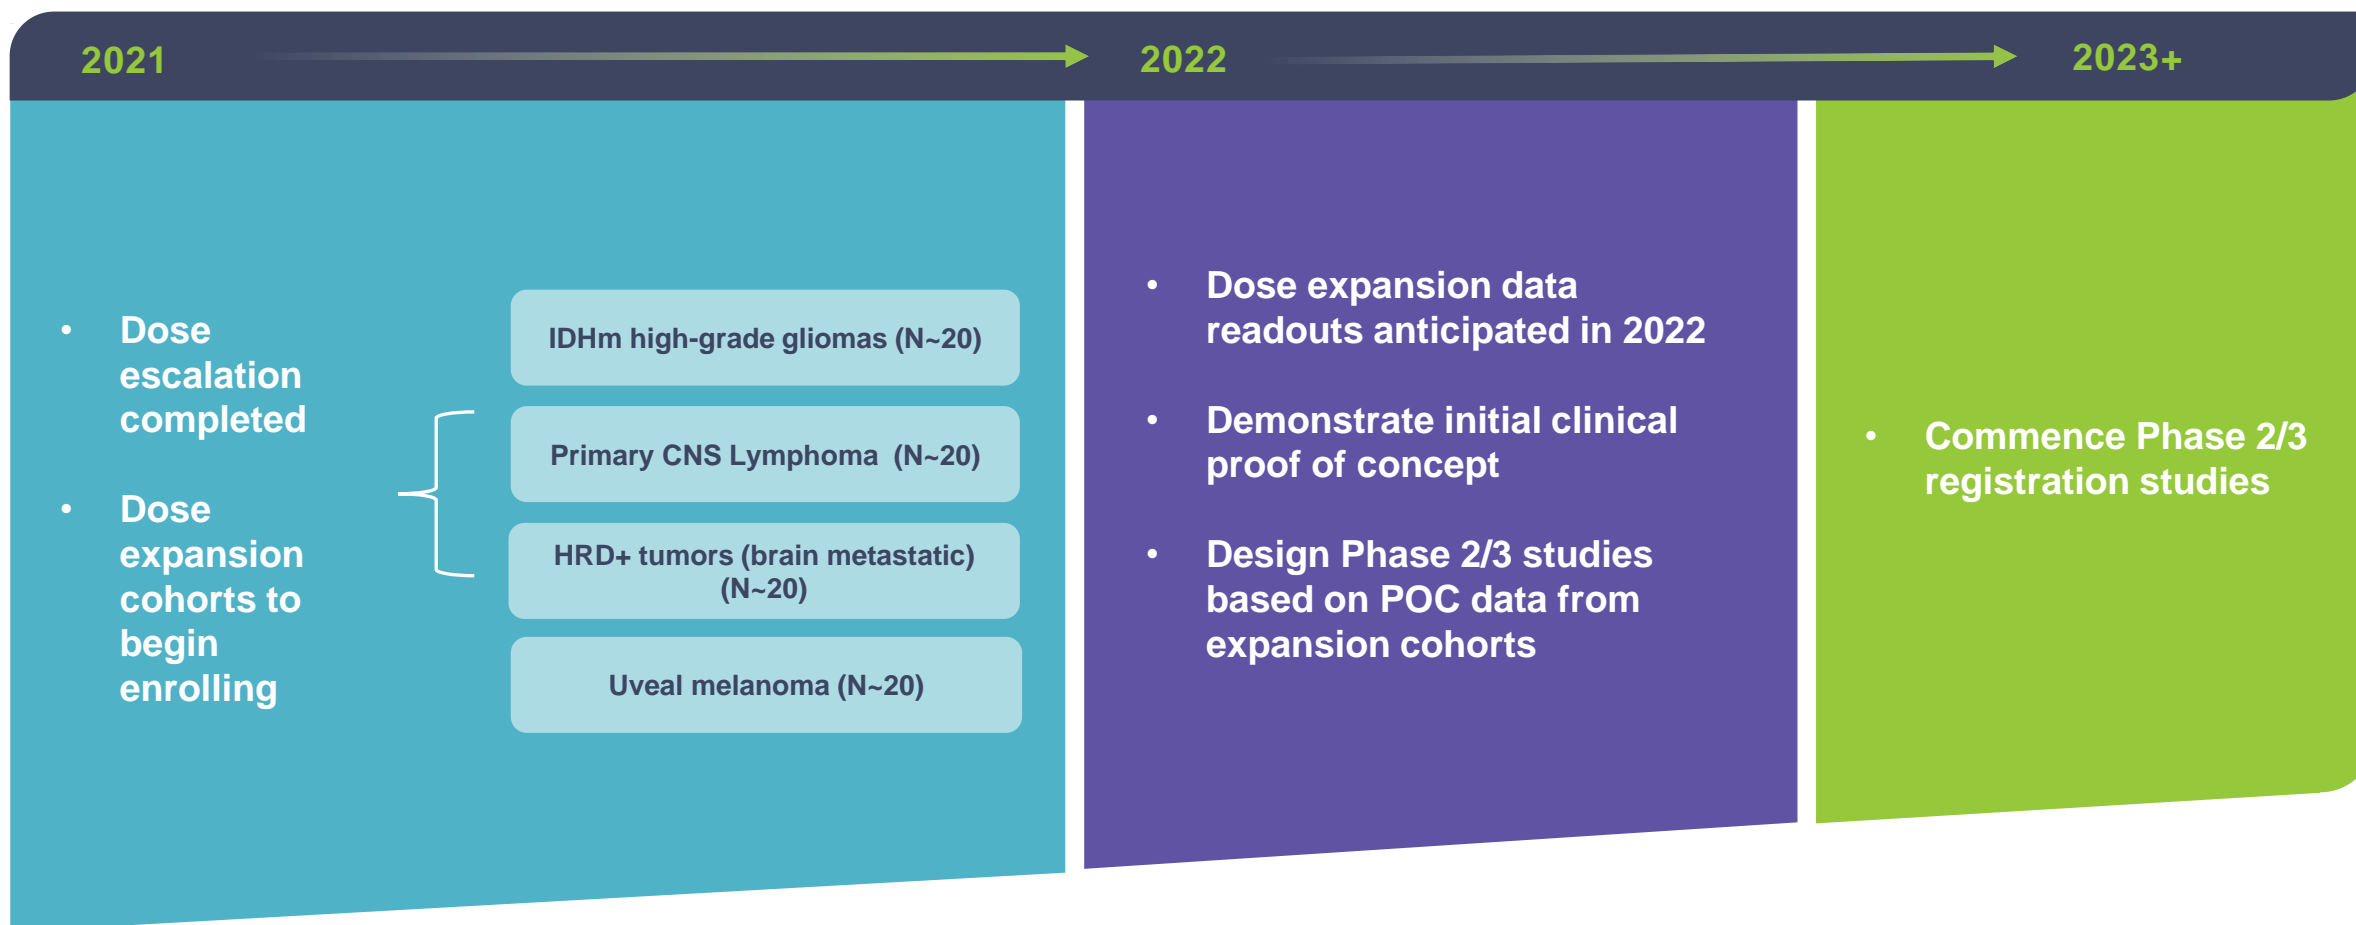 2021
2022
2023+
• Dose
escalation
completed
• Dose
expansion
cohorts to
begin
enrolling
IDHm high-grade gliomas (N~20)
Primary CNS Lymphoma (N~20)
HRD+ tumors (brain metastatic)
(N~20)
Uveal melanoma (N~20)
• Dose expansion data
readouts anticipated in 2022
• Demonstrate initial clinical
proof of concept
• Design Phase 2/3 studies
based on POC data from
expansion cohorts
• Commence Phase 2/3
registration studies